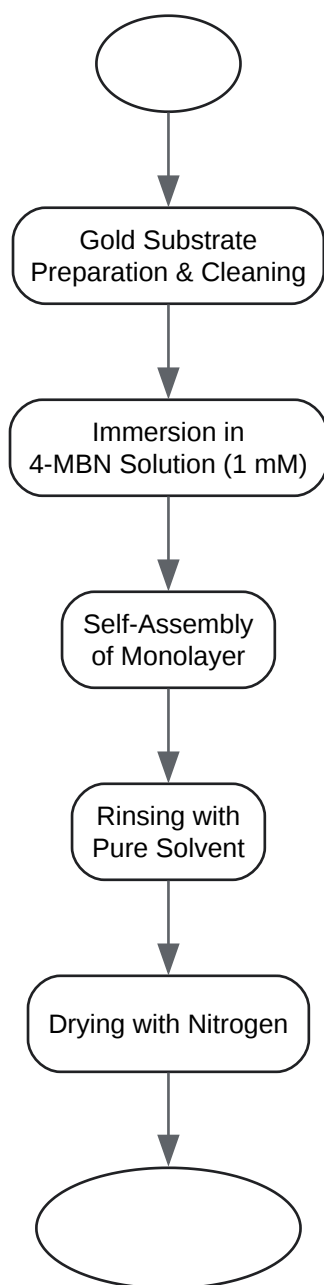 Gold Substrate
Preparation & Cleaning
Immersion in
4-MBN Solution (1 mM)
Self-Assembly
of Monolayer
Rinsing with
Pure Solvent
Drying with Nitrogen